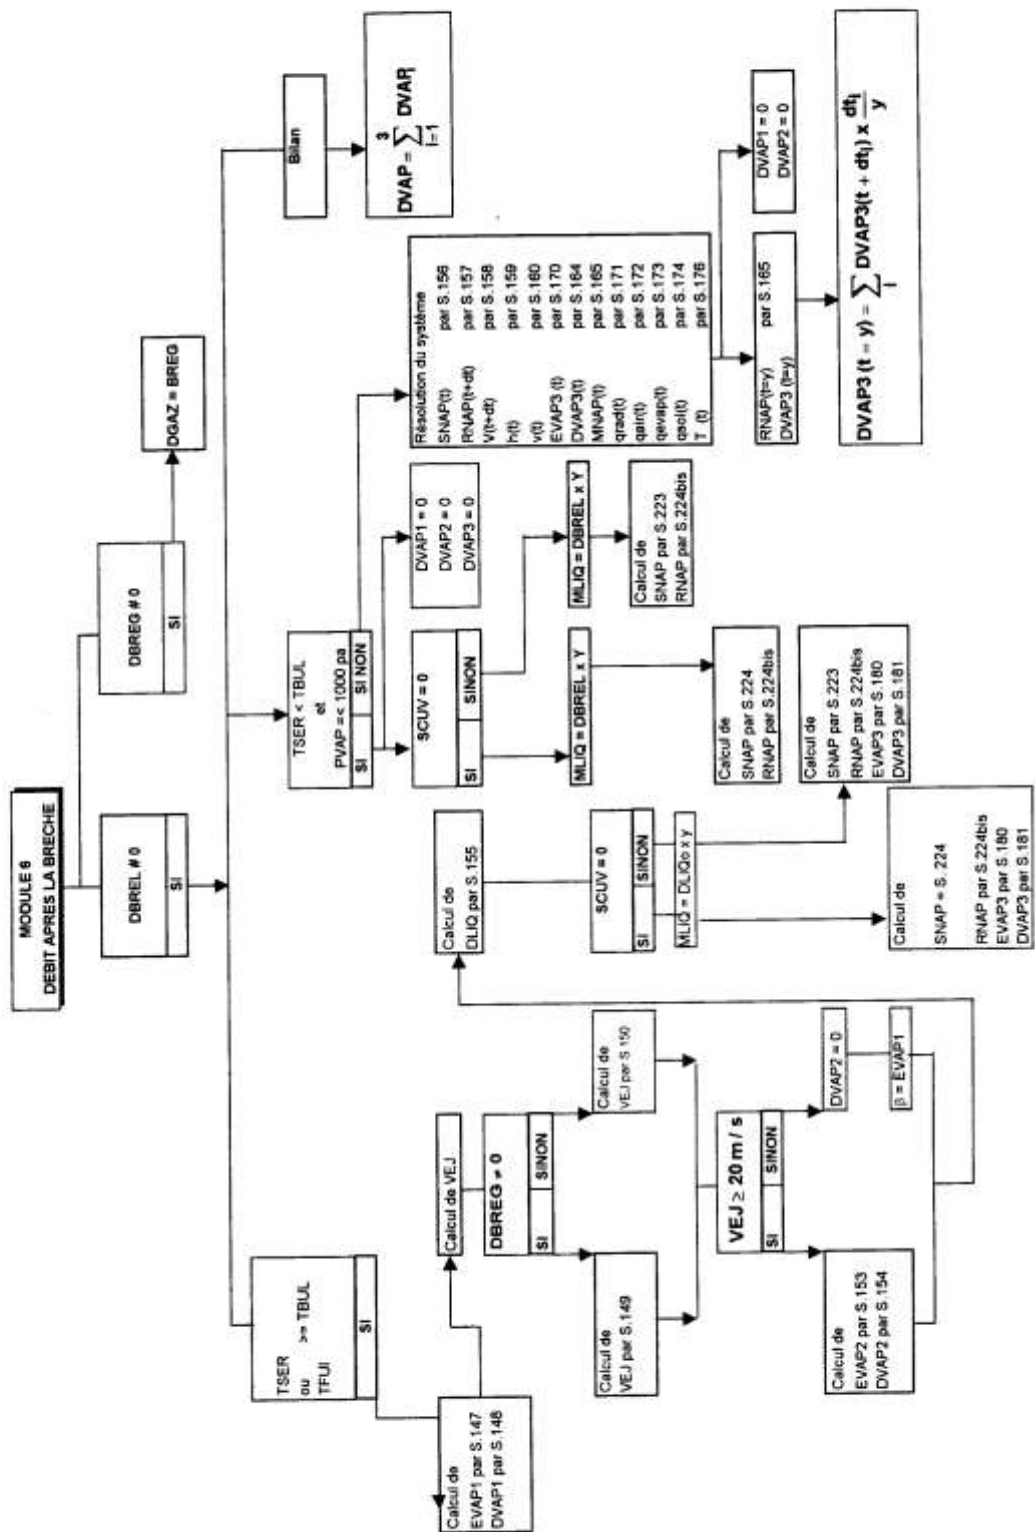 MODULE 6
DEBIT APRES LA BRECHE
DBREL # 0
SI
DBREG # 0
SI
DGAZ = BREG
TSER
ou >= TBUL
TFUI
SI
Calcul de
EVAP1 par S.147
DVAP1 par S.148
Calcul de VEJ
DBREG ≠ 0
SI SINON
Calcul de
VEJ par S.149
Calcul de
VEJ par S.150
VEJ ≥ 20 m / s
SI SINON
Calcul de
EVAP2 par S.153
DVAP2 par S.154
DVAP2 = 0
β = EVAP1
Calcul de
DLIQ par S.155
SCUV = 0
SI SINON
MLIQ = DLIQo x y
Calcul de
SNAP = S. 224
RNAP par S.224bis
EVAP3 par S.180
DVAP3 par S.181
Calcul de
SNAP par S.223
RNAP par S.224bis
EVAP3 par S.180
DVAP3 par S.181
TSER < TBUL
et
PVAP =< 1000 pa
SI SI NON
SCUV = 0
SI SINON
DVAP1 = 0
DVAP2 = 0
DVAP3 = 0
MLIQ = DBREL x Y
Calcul de
SNAP par S.224
RNAP par S.224bis
MLIQ = DBREL x Y
Calcul de
SNAP par S.223
RNAP par S.224bis
Résolution du système
SNAP(t) par S.156
RNAP(t+dt) par S.157
V(t+dt) par S.158
h(t) par S.159
v(t) par S.160
EVAP3 (t) par S.170
DVAP3(t) par S.164
MNAP(t) par S.165
qrad(t) par S.171
qair(t) par S.172
qevap(t) par S.173
qsol(t) par S.174
T (t) par S.176
RNAP(t=y) par S.165
DVAP3 (t=y)
DVAP1 = 0
DVAP2 = 0
DVAP3 (t = y) = ∑ i DVAP3(t + dti) x dti / y
Bilan
DVAP = ∑ i=1 3 DVAPi